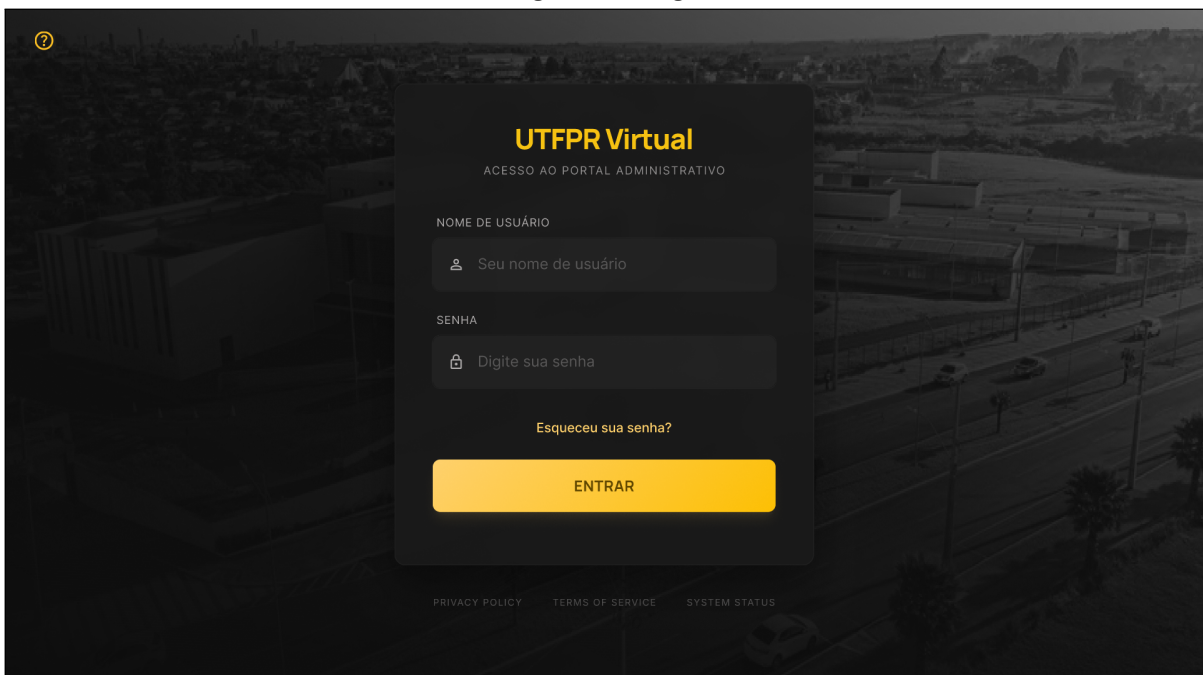 ?
UTFPR Virtual
ACESSO AO PORTAL ADMINISTRATIVO
NOME DE USUÁRIO
Seu nome de usuário
SENHA
Digite sua senha
Esqueceu sua senha?
ENTRAR
PRIVACY POLICY TERMS OF SERVICE SYSTEM STATUS